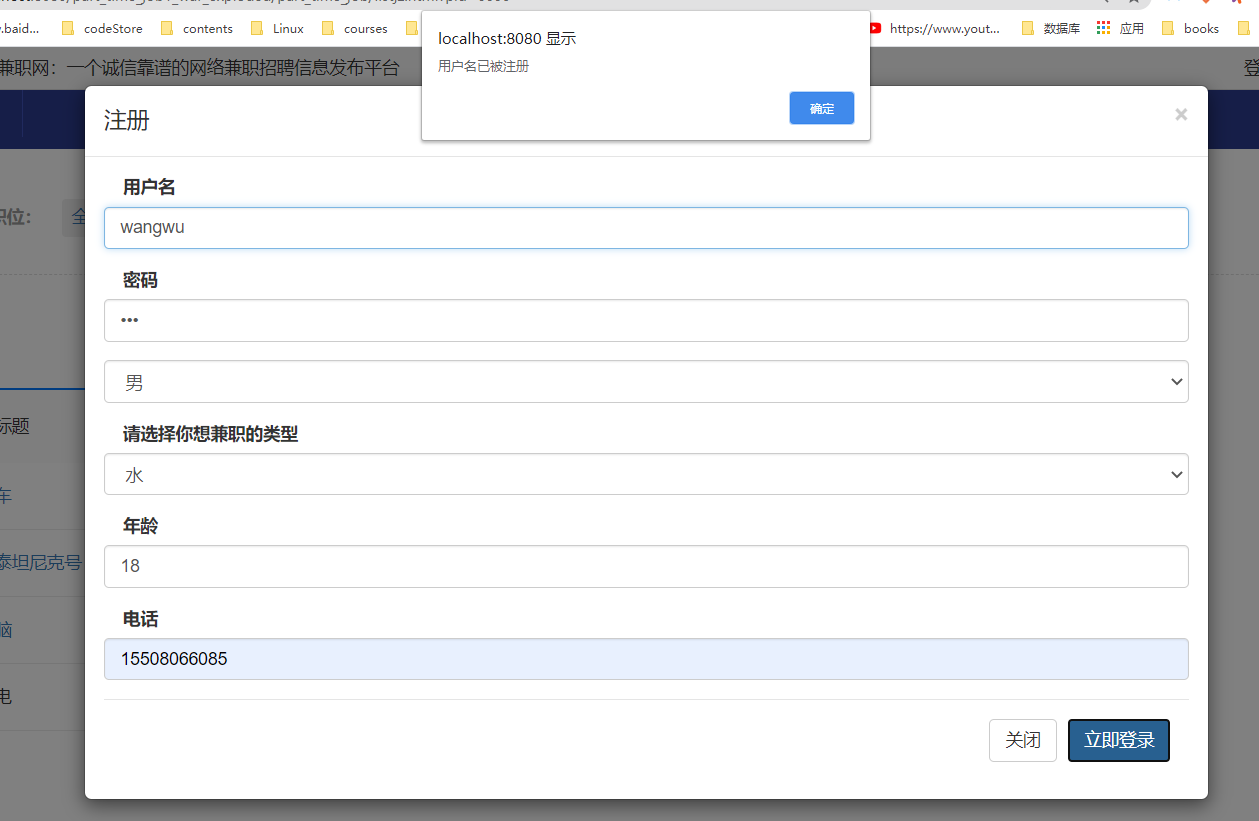 codeStore contents Linux courses https://www.yout... 数据库 应用 books
localhost:8080 显示
用户名已被注册
确定
兼职网：一个诚信靠谱的网络兼职招聘信息发布平台
注册 ×
用户名
wangwu
密码
•••
男
请选择你想兼职的类型
水
年龄
18
电话
15508066085
关闭 立即登录
职位：
全
标题
车
泰坦尼克号
脑
电